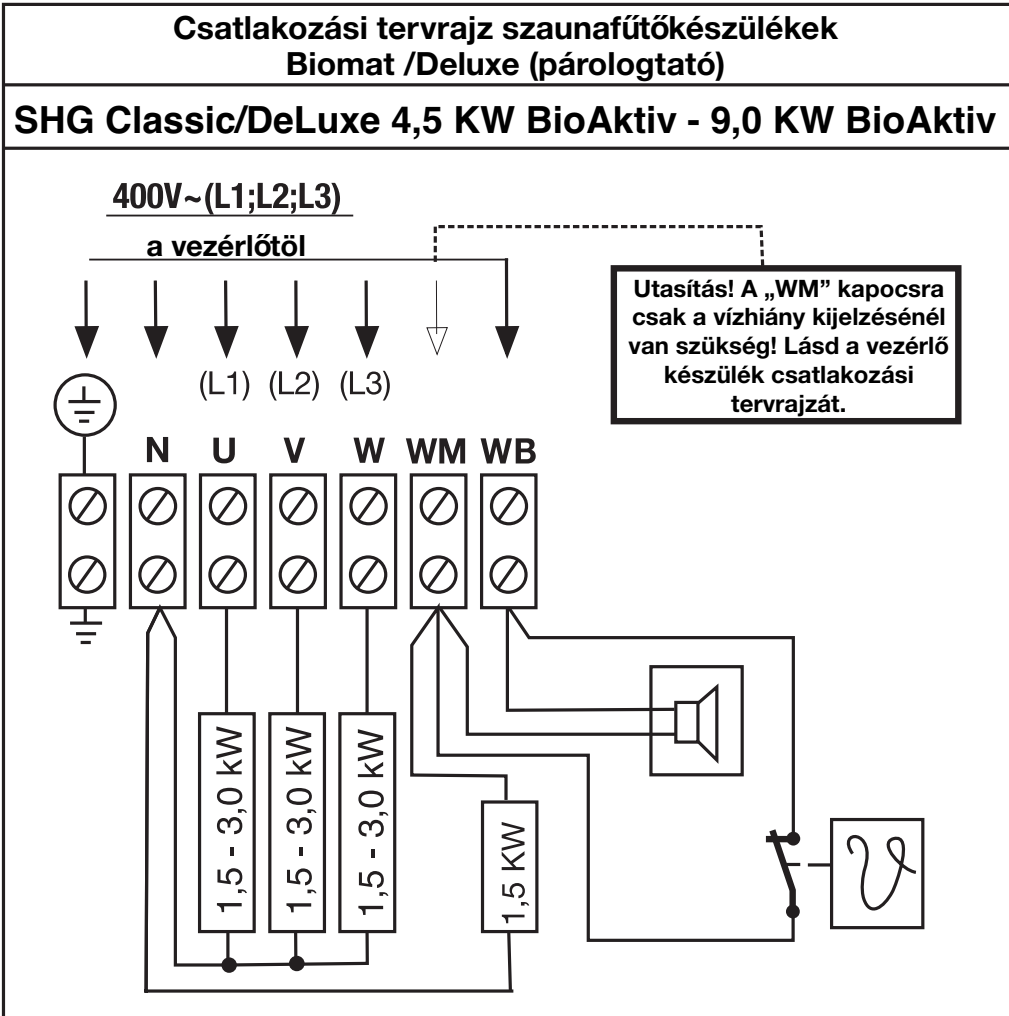 Csatlakozási tervrajz szaunafűtőkészülékek
Biomat /Deluxe (párologtató)
SHG Classic/DeLuxe 4,5 KW BioAktiv - 9,0 KW BioAktiv
400V~(L1;L2;L3)
a vezérlőtöl
Utasítás! A „WM” kapocsra
csak a vízhiány kijelzésénél
van szükség! Lásd a vezérlő
készülék csatlakozási
tervrajzát.
(L1) (L2) (L3)
N U V W WM WB
1,5 - 3,0 kW
1,5 - 3,0 kW
1,5 - 3,0 kW
1,5 KW